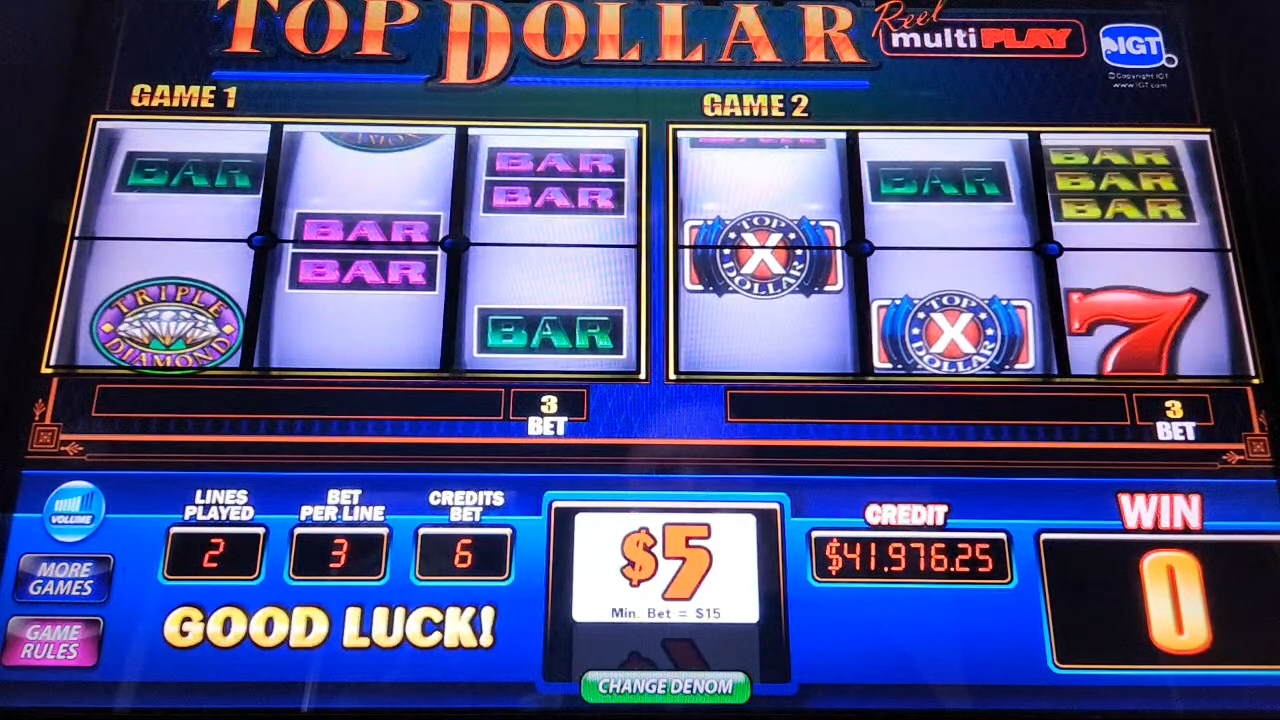 TOP DOLLAR
Reel
multiPLAY
IGT
©Copyright IGT
www.IGT.com
GAME 1
GAME 2
BAR
BAR
BAR
BAR
BAR
TRIPLE
DIAMOND
BAR
TOP
X
DOLLAR
BAR
BAR
BAR
BAR
TOP
X
DOLLAR
7
3
BET
3
BET
VOLUME
LINES
PLAYED
2
BET
PER LINE
3
CREDITS
BET
6
$5
Min. Bet = $15
CREDIT
$41,976.25
WIN
0
MORE
GAMES
GAME
RULES
GOOD LUCK!
CHANGE DENOM